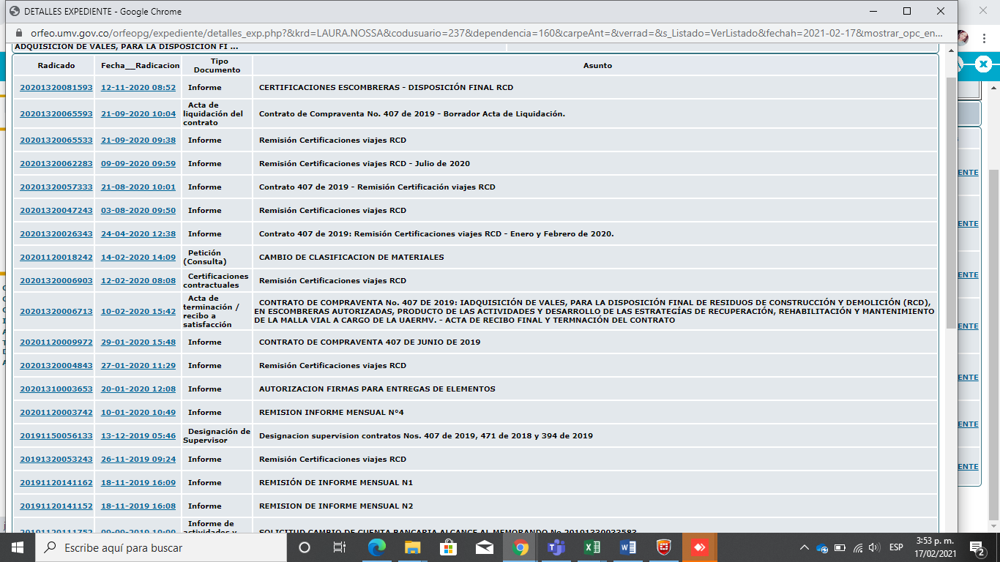 DETALLES EXPEDIENTE - Google Chrome
orfeo.umv.gov.co/orfeopg/expediente/detalles_exp.php?&krd=LAURA.NOSSA&codusuario=237&dependencia=160&carpeAnt=&verrad=&s_Listado=VerListado&fechah=2021-02-17&mostrar_opc_en...
ADQUISICIÓN DE VALES, PARA LA DISPOSICIÓN FI ...
Radicado Fecha__Radicacion Tipo Documento Asunto
20201320081593 12-11-2020 08:52 Informe CERTIFICACIONES ESCOMBRERAS - DISPOSICIÓN FINAL RCD
20201320065593 21-09-2020 10:04 Acta de liquidación del contrato Contrato de Compraventa No. 407 de 2019 - Borrador Acta de Liquidación.
20201320065533 21-09-2020 09:38 Informe Remisión Certificaciones viajes RCD
20201320062283 09-09-2020 09:59 Informe Remisión Certificaciones viajes RCD - Julio de 2020
20201320057333 21-08-2020 10:01 Informe Contrato 407 de 2019 - Remisión Certificación viajes RCD
20201320047243 03-08-2020 09:50 Informe Remisión Certificaciones viajes RCD
20201320026343 24-04-2020 12:38 Informe Contrato 407 de 2019: Remisión Certificaciones viajes RCD - Enero y Febrero de 2020.
20201120018242 14-02-2020 14:09 Petición (Consulta) CAMBIO DE CLASIFICACION DE MATERIALES
20201320006903 12-02-2020 08:08 Certificaciones contractuales Remisión Certificaciones viajes RCD
20201320006713 10-02-2020 15:42 Acta de terminación / recibo a satisfacción CONTRATO DE COMPRAVENTA No. 407 DE 2019: IADQUISICIÓN DE VALES, PARA LA DISPOSICIÓN FINAL DE RESIDUOS DE CONSTRUCCIÓN Y DEMOLICIÓN (RCD),
EN ESCOMBRERAS AUTORIZADAS, PRODUCTO DE LAS ACTIVIDADES Y DESARROLLO DE LAS ESTRATEGÍAS DE RECUPERACIÓN, REHABILITACIÓN Y MANTENIMIENTO
DE LA MALLA VIAL A CARGO DE LA UAERMV. - ACTA DE RECIBO FINAL Y TERMNACIÓN DEL CONTRATO
20201120009972 29-01-2020 15:48 Informe CONTRATO DE COMPRAVENTA 407 DE JUNIO DE 2019
20201320004843 27-01-2020 11:29 Informe Remisión Certificaciones viajes RCD
20201310003653 20-01-2020 12:08 Informe AUTORIZACION FIRMAS PARA ENTREGAS DE ELEMENTOS
20201120003742 10-01-2020 10:49 Informe REMISION INFORME MENSUAL N°4
20191150056133 13-12-2019 05:46 Designación de Supervisor Designacion supervision contratos Nos. 407 de 2019, 471 de 2018 y 394 de 2019
20191320053243 26-11-2019 09:24 Informe Remisión Certificaciones viajes RCD
20191120141162 18-11-2019 16:09 Informe REMISIÓN DE INFORME MENSUAL N1
20191120141152 18-11-2019 16:08 Informe REMISION DE INFORME MENSUAL N2
20191120111752 09-09-2019 10:00 Informe de actividades y SOLICITUD CAMBIO DE CUENTA BANCARIA ALCANCE AL MEMORANDO No 20191320033583
ENTE
ENTE
ENTE
ENTE
ENTE
ENTE
ENTE
Escribe aquí para buscar
ESP
3:53 p. m.
17/02/2021
2